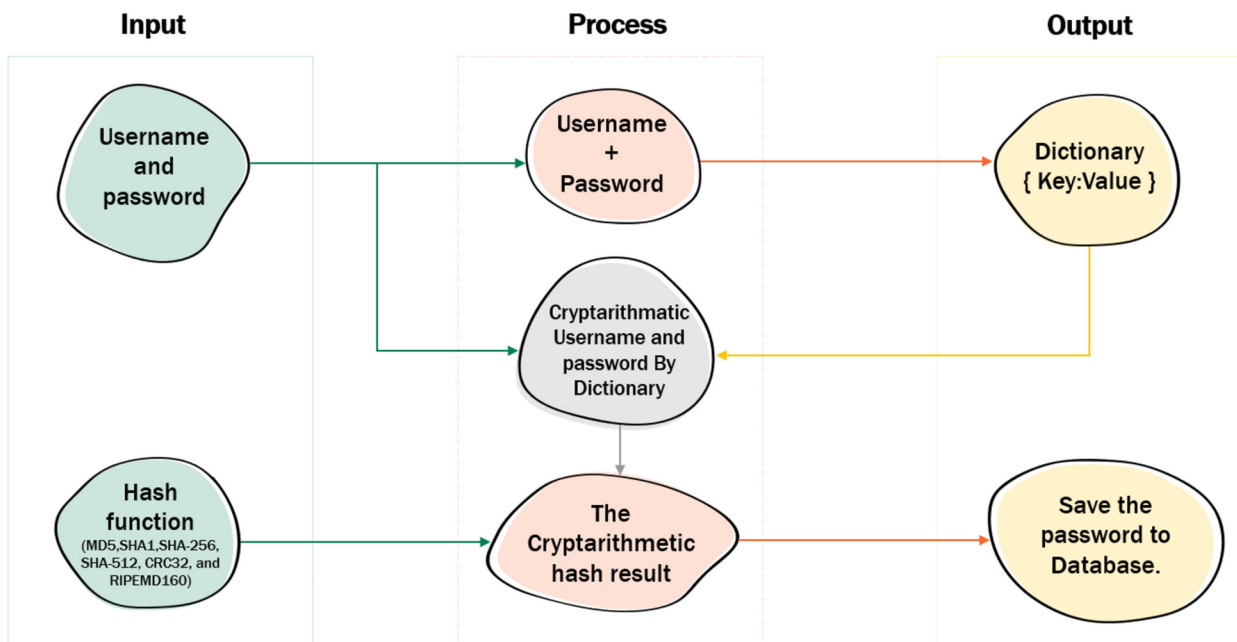 Input
Process
Output
Username
and
password
Username
+
Password
Dictionary
{ Key:Value }
Cryptarithmatic
Username and
password By
Dictionary
Hash
function
(MD5,SHA1,SHA-256,
SHA-512, CRC32, and
RIPEMD160)
The
Cryptarithmetic
hash result
Save the
password to
Database.